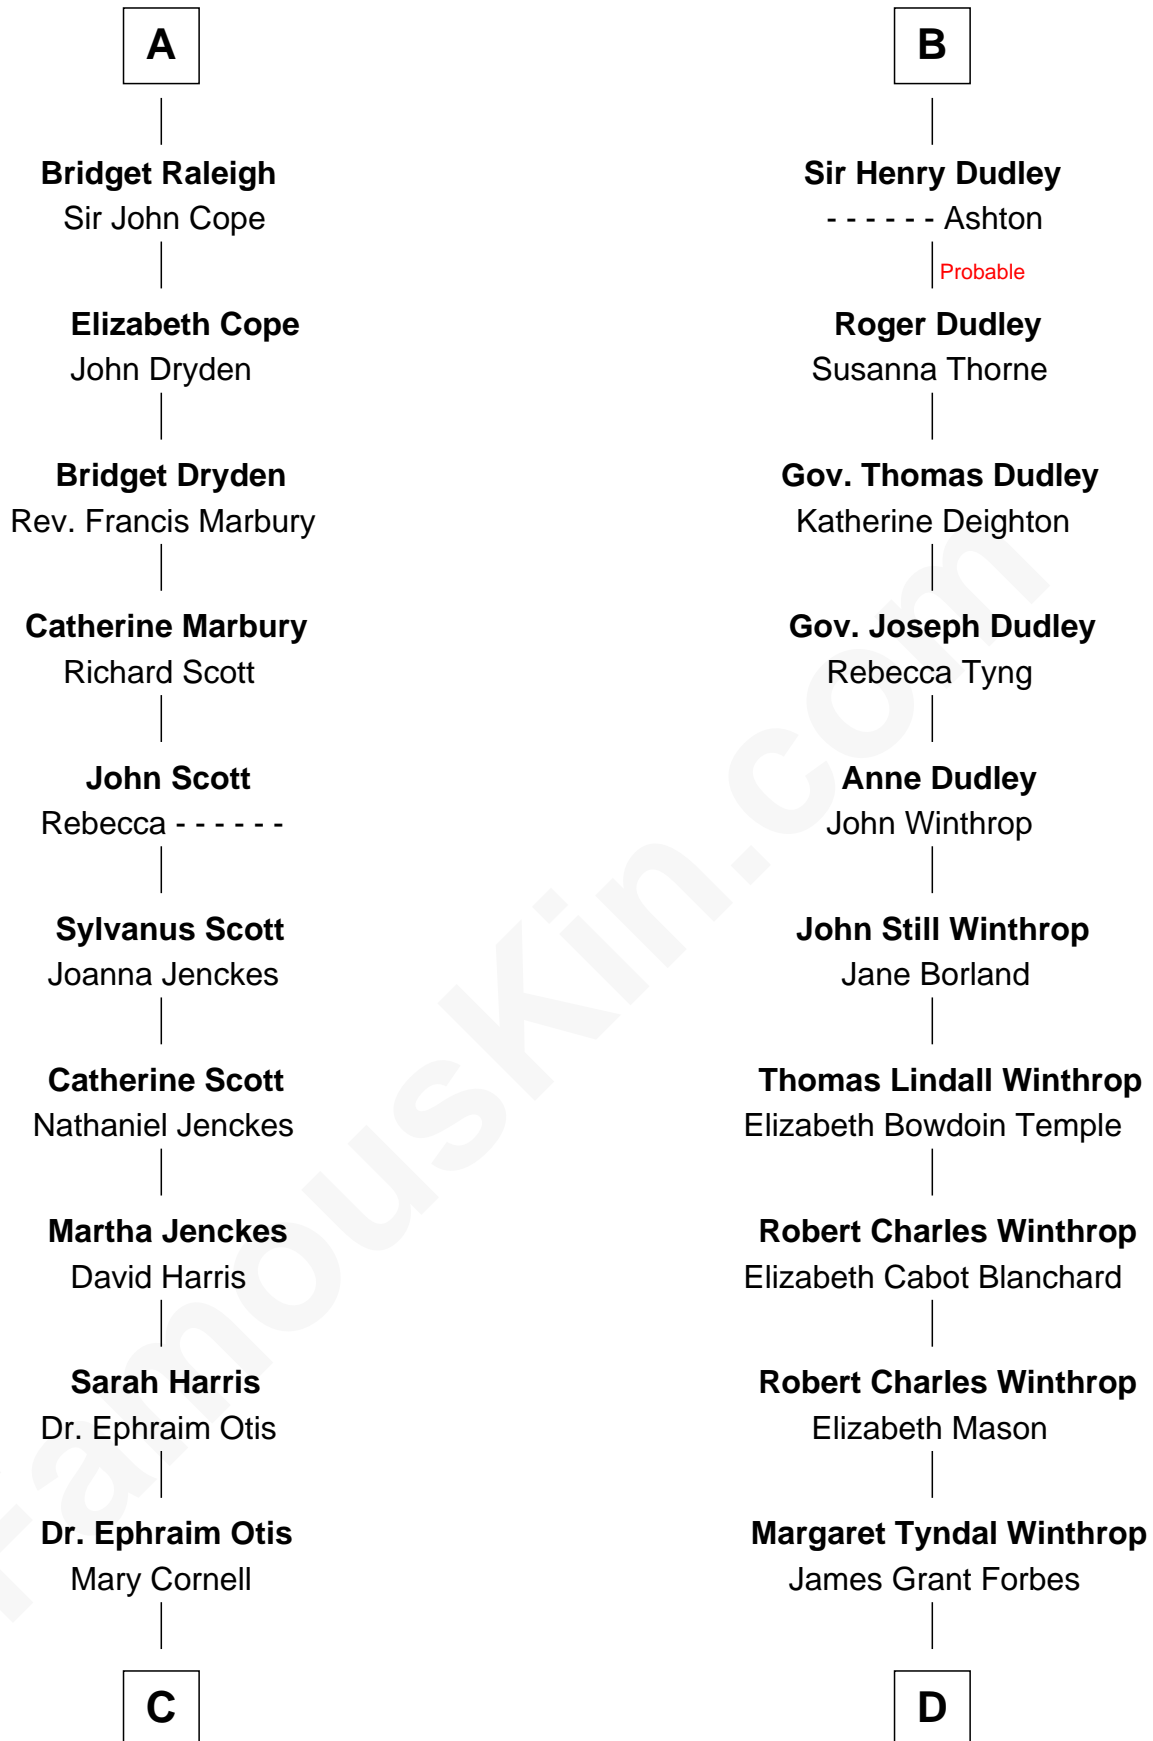 A
Bridget Raleigh
Sir John Cope
Elizabeth Cope
John Dryden
Bridget Dryden
Rev. Francis Marbury
Catherine Marbury
Richard Scott
John Scott
Rebecca - - - - - -
Sylvanus Scott
Joanna Jenckes
Catherine Scott
Nathaniel Jenckes
Martha Jenckes
David Harris
Sarah Harris
Dr. Ephraim Otis
Dr. Ephraim Otis
Mary Cornell
C
B
Sir Henry Dudley
- - - - - - Ashton
Probable
Roger Dudley
Susanna Thorne
Gov. Thomas Dudley
Katherine Deighton
Gov. Joseph Dudley
Rebecca Tyng
Anne Dudley
John Winthrop
John Still Winthrop
Jane Borland
Thomas Lindall Winthrop
Elizabeth Bowdoin Temple
Robert Charles Winthrop
Elizabeth Cabot Blanchard
Robert Charles Winthrop
Elizabeth Mason
Margaret Tyndal Winthrop
James Grant Forbes
D
FamousKin.com